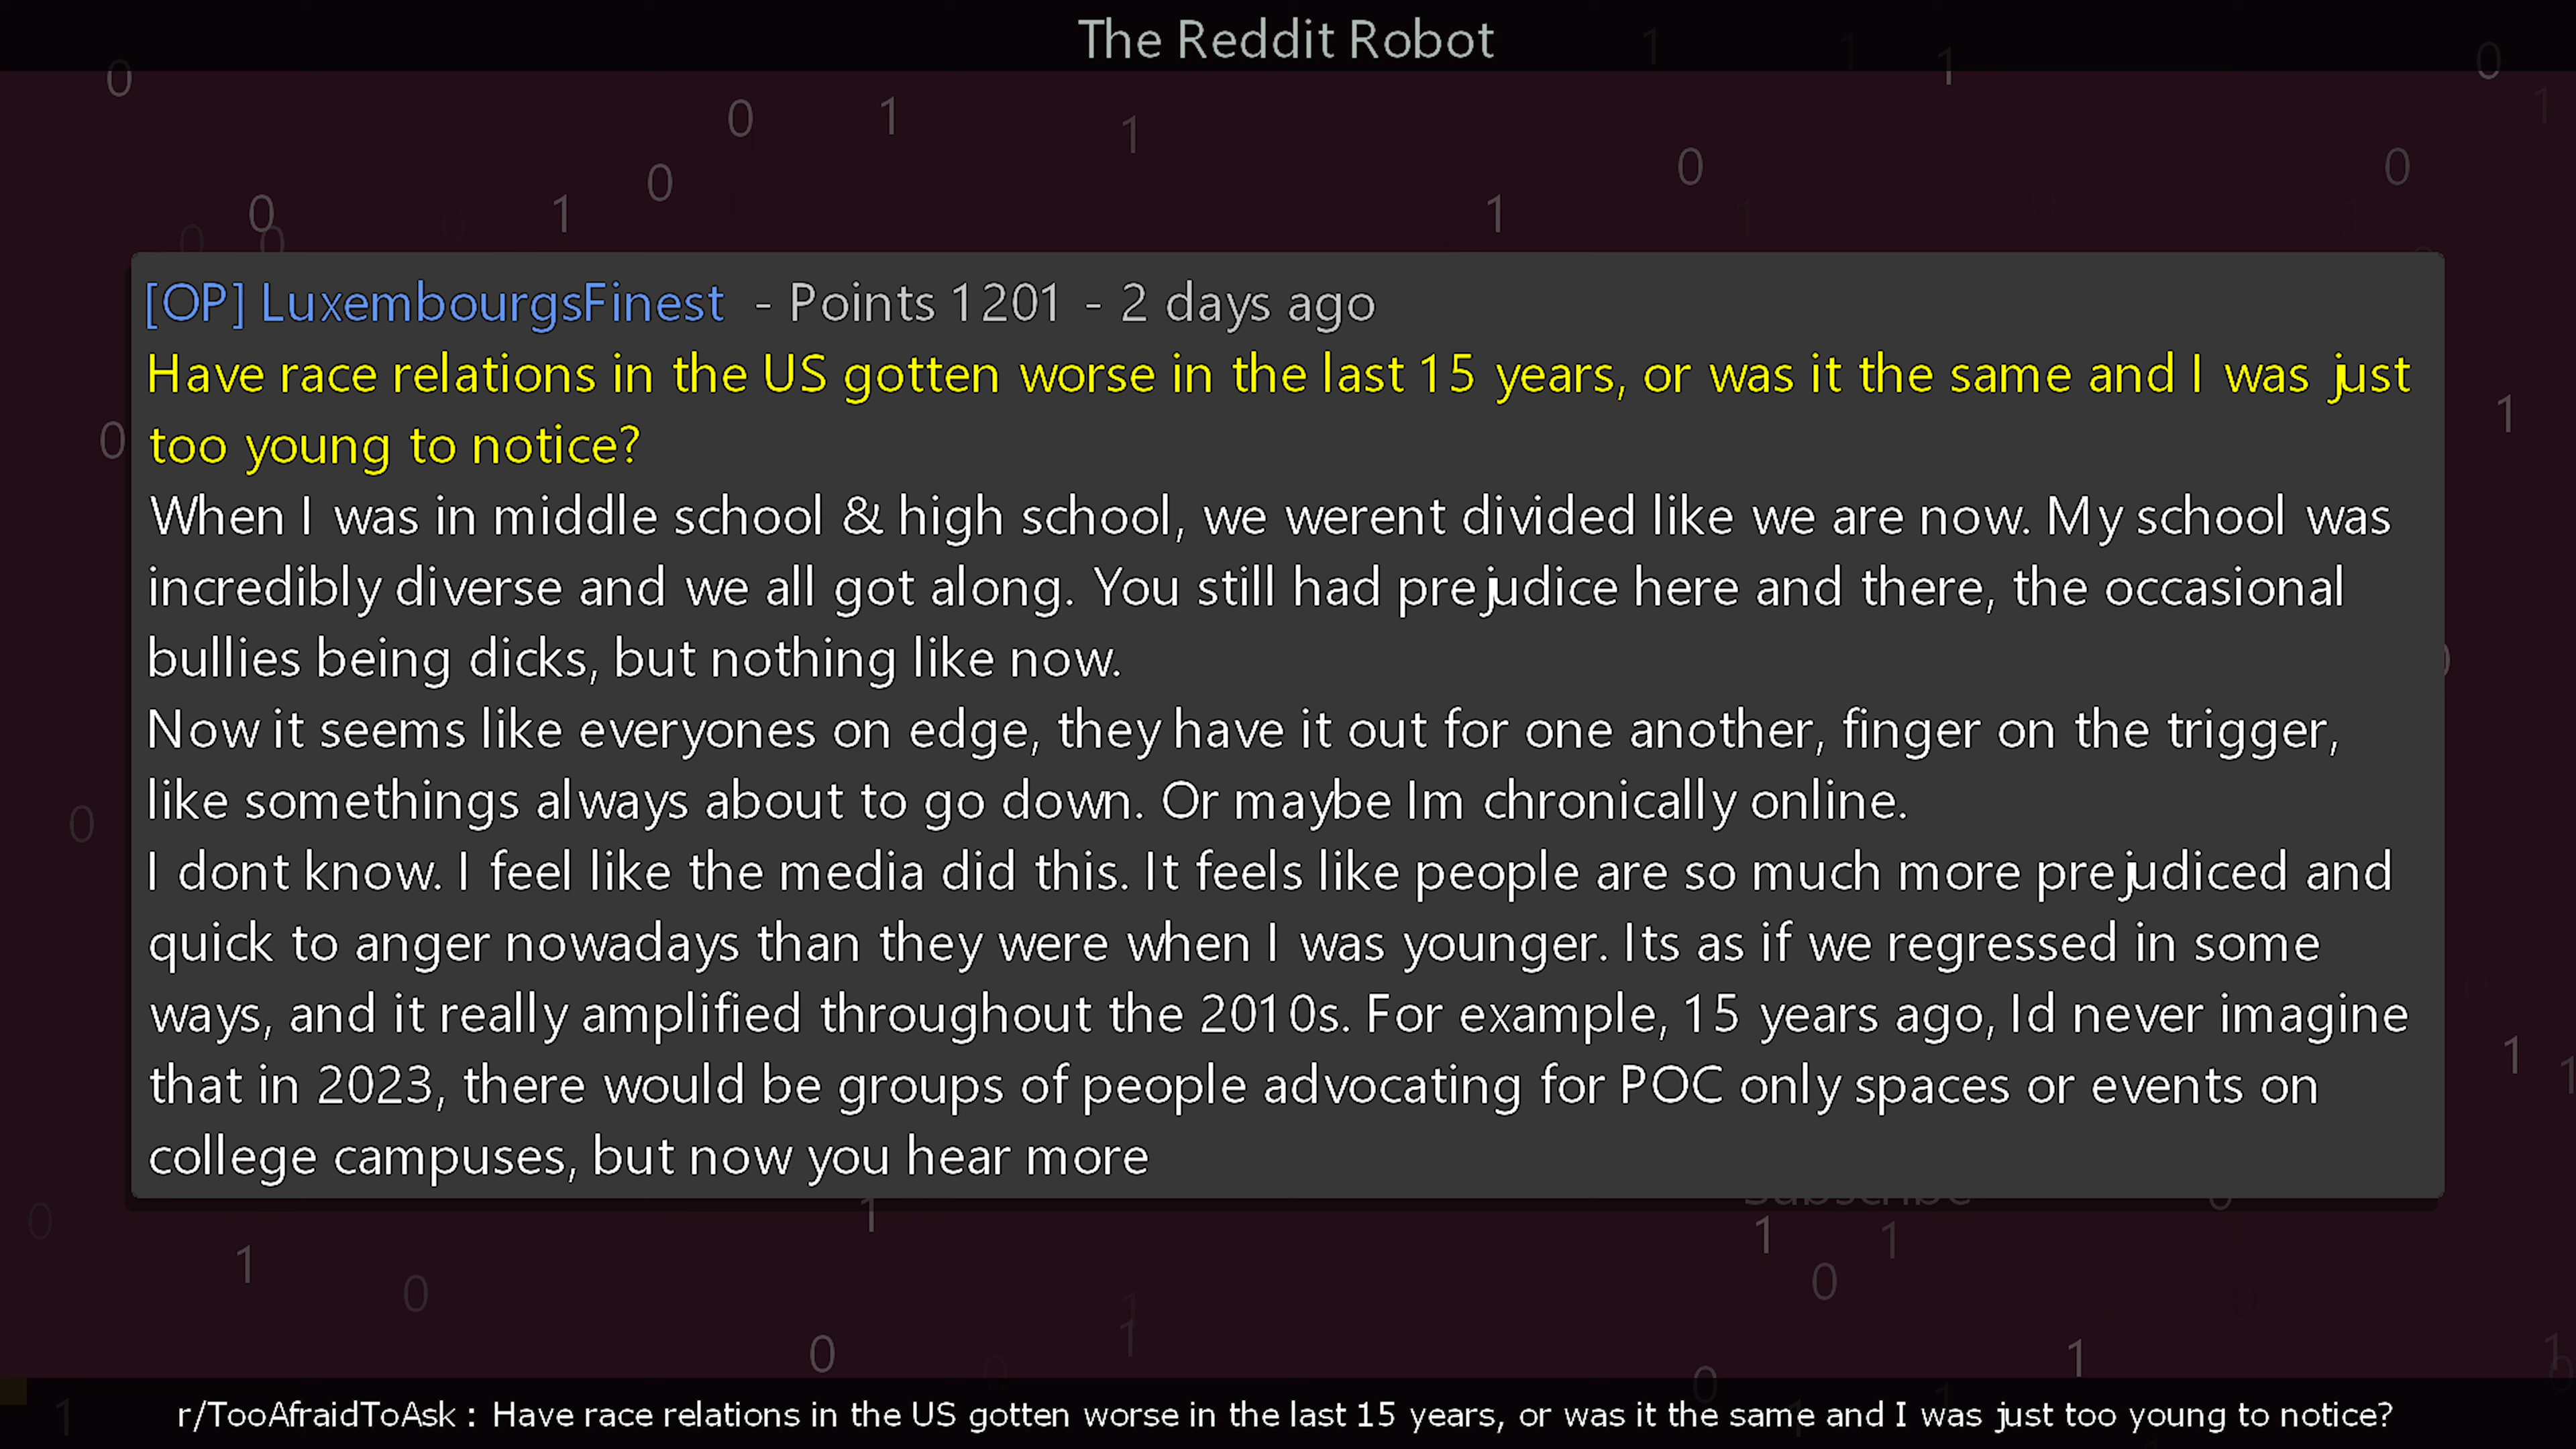 The Reddit Robot
[OP] LuxembourgsFinest - Points 1201 - 2 days ago
Have race relations in the US gotten worse in the last 15 years, or was it the same and I was just
too young to notice?
When I was in middle school & high school, we werent divided like we are now. My school was
incredibly diverse and we all got along. You still had prejudice here and there, the occasional
bullies being dicks, but nothing like now.
Now it seems like everyones on edge, they have it out for one another, finger on the trigger,
like somethings always about to go down. Or maybe Im chronically online.
I dont know. I feel like the media did this. It feels like people are so much more prejudiced and
quick to anger nowadays than they were when I was younger. Its as if we regressed in some
ways, and it really amplified throughout the 2010s. For example, 15 years ago, Id never imagine
that in 2023, there would be groups of people advocating for POC only spaces or events on
college campuses, but now you hear more
Subscribe
r/TooAfraidToAsk : Have race relations in the US gotten worse in the last 15 years, or was it the same and I was just too young to notice?